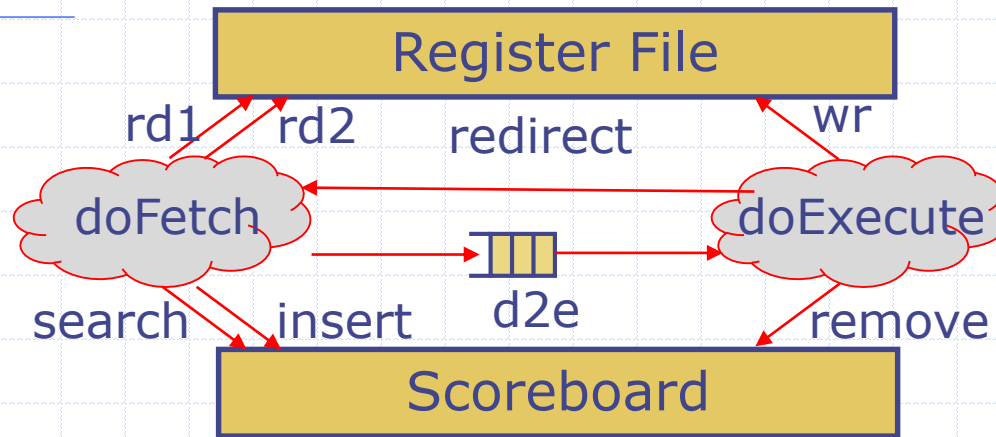 Register File
rd1
rd2
redirect
wr
doFetch
doExecute
d2e
search
insert
remove
Scoreboard